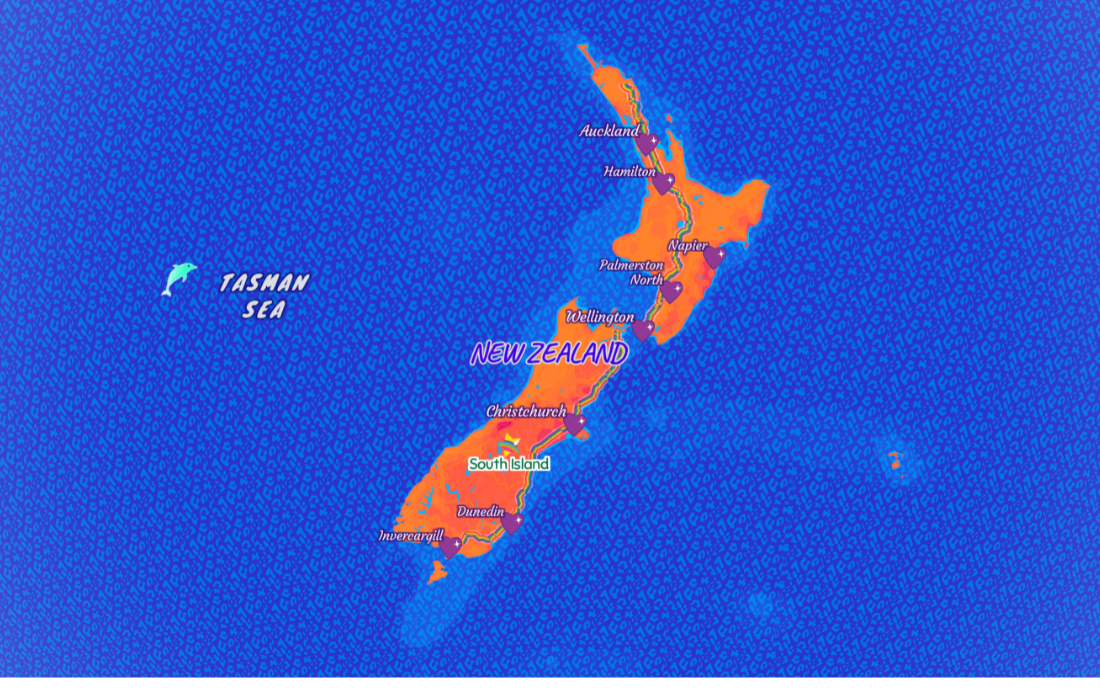 Auckland
Hamilton
Napier
Palmerston
North
TASMAN
SEA
Wellington
NEW ZEALAND
Christchurch
South Island
Dunedin
Invercargill